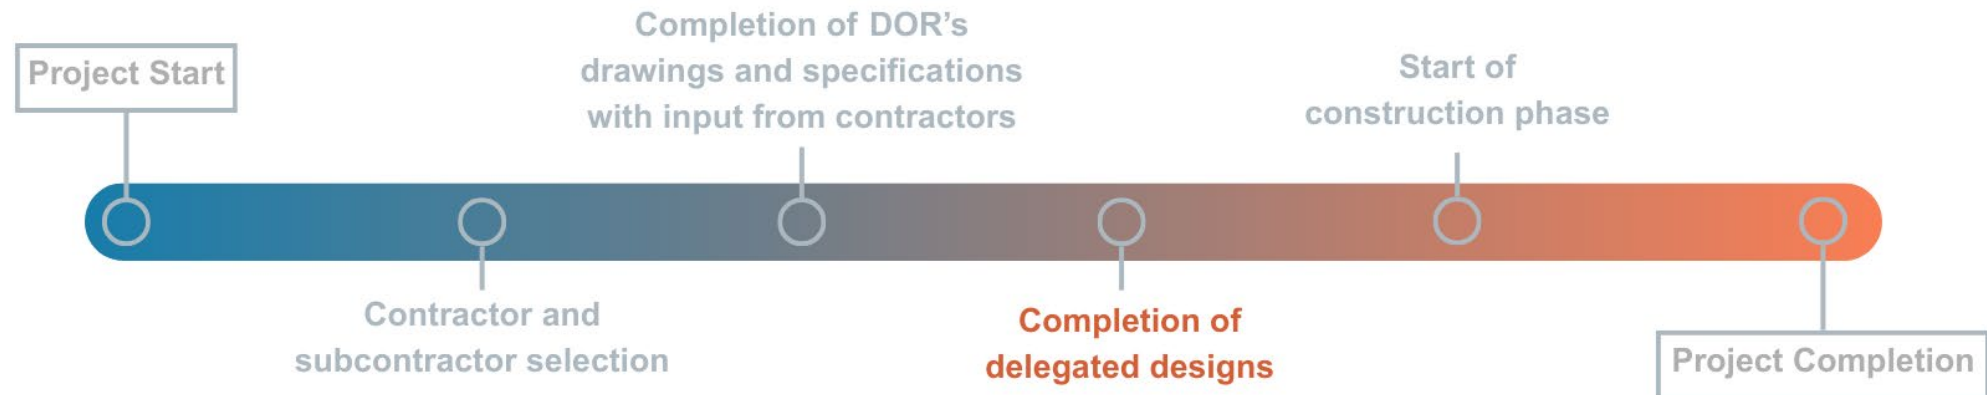 Project Start
Completion of DOR’s
drawings and specifications
with input from contractors
Start of
construction phase
Contractor and
subcontractor selection
Completion of
delegated designs
Project Completion